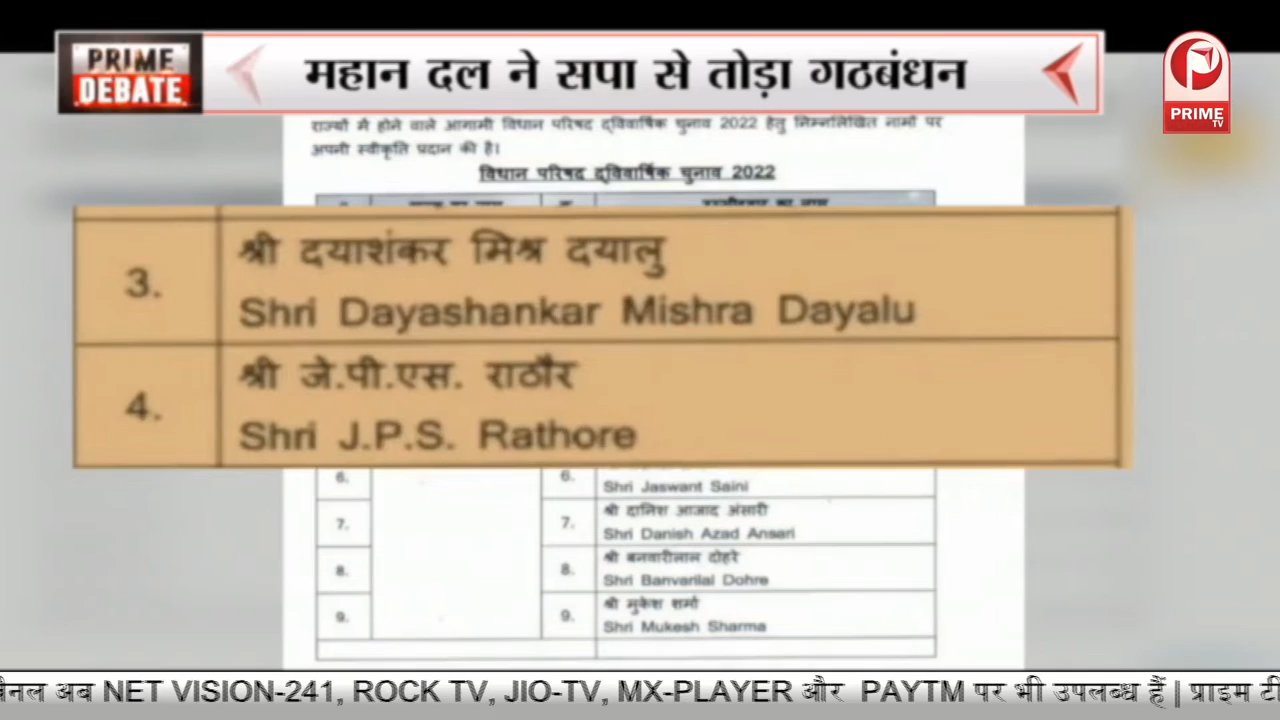 PRIME
DEBATE
महान दल ने सपा से तोड़ा गठबंधन
PRIME
TV
राज्यों मै होने वाले आगामी विधान परिषद द्विवार्षिक चुनाव 2022 हेतु निम्नलिखित नामों पर
अपनी स्वीकृति प्रदान की है।
विधान परिषद द्विवार्षिक चुनाव 2022
3.
श्री दयाशंकर मिश्र दयालु
Shri Dayashankar Mishra Dayalu
4.
श्री जे.पी.एस. राठौर
Shri J.P.S. Rathore
6.
6.
Shri Jaswant Saini
7.
7.
श्री दानिश आजाद अंसारी
Shri Danish Azad Ansari
8.
8.
श्री बनवारीलाल दोहरे
Shri Banvarilal Dohre
9.
9.
श्री मुकेश शर्मा
Shri Mukesh Sharma
अब NET VISION-241, ROCK TV, JIO-TV, MX-PLAYER और PAYTM पर भी उपलब्ध हैं | प्राइम